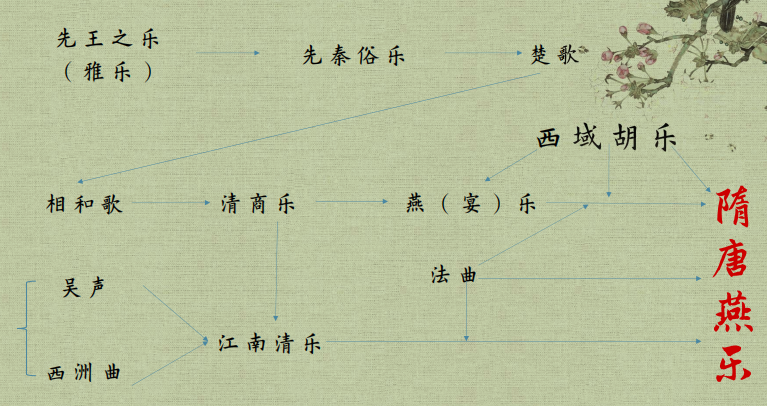 先王之乐
（雅乐）
先秦俗乐
楚歌
西域胡乐
相和歌
清商乐
燕（宴）乐
隋唐燕乐
法曲
吴声
江南清乐
西洲曲